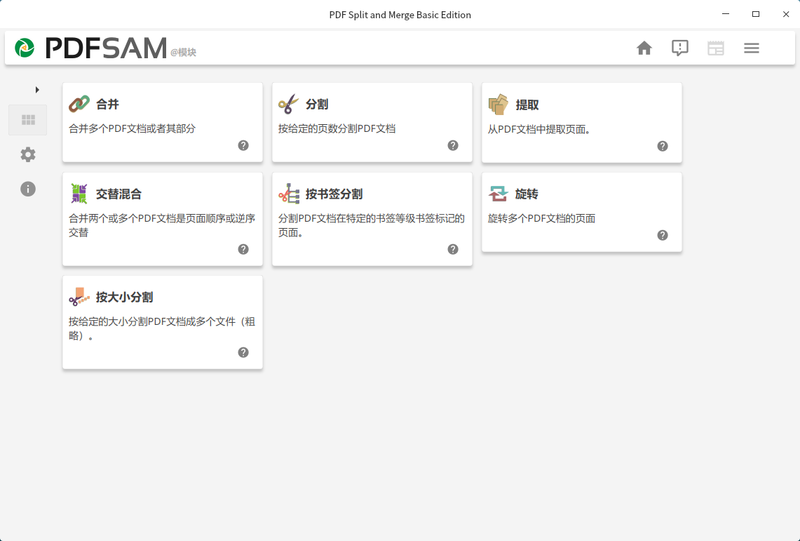 PDF Split and Merge Basic Edition
PDFSAM @模块
合并
合并多个PDF文档或者其部分
分割
按给定的页数分割PDF文档
提取
从PDF文档中提取页面。
交替混合
合并两个或多个PDF文档是页面顺序或逆序
交替
按书签分割
分割PDF文档在特定的书签等级书签标记的
页面。
旋转
旋转多个PDF文档的页面
按大小分割
按给定的大小分割PDF文档成多个文件（粗
略）。